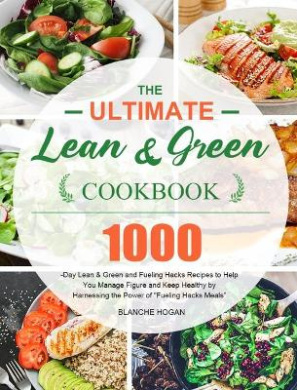 THE
ULTIMATE
Lean & Green
COOKBOOK
1000
-Day Lean & Green and Fueling Hacks Recipes to Help
You Manage Figure and Keep Healthy by
Harnessing the Power of "Fueling Hacks Meals"
BLANCHE HOGAN